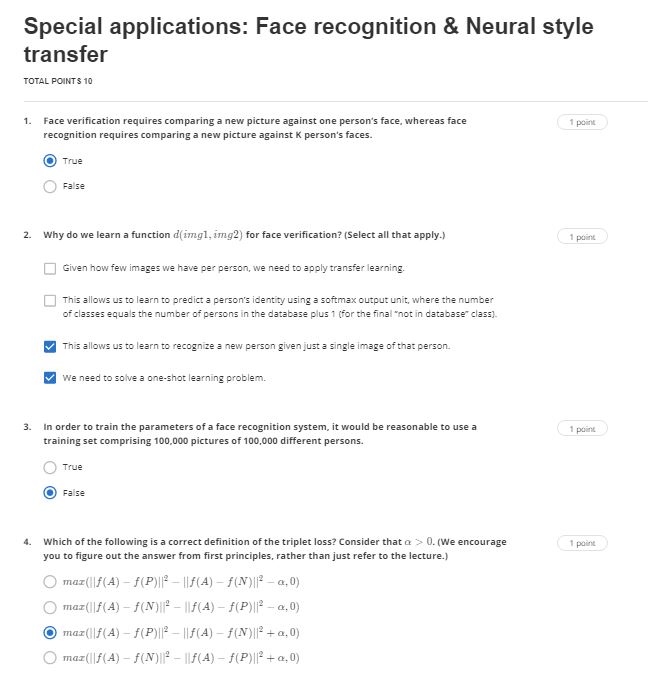 Special applications: Face recognition & Neural style
transfer
TOTAL POINTS 10
1. Face verification requires comparing a new picture against one person's face, whereas face
recognition requires comparing a new picture against K person's faces.
1 point
True
False
2. Why do we learn a function d(img1, img2) for face verification? (Select all that apply.)
1 point
Given how few images we have per person, we need to apply transfer learning.
This allows us to learn to predict a person's identity using a softmax output unit, where the number
of classes equals the number of persons in the database plus 1 (for the final "not in database" class).
This allows us to learn to recognize a new person given just a single image of that person.
We need to solve a one-shot learning problem.
3. In order to train the parameters of a face recognition system, it would be reasonable to use a
training set comprising 100,000 pictures of 100,000 different persons.
1 point
True
False
4. Which of the following is a correct definition of the triplet loss? Consider that α > 0. (We encourage
you to figure out the answer from first principles, rather than just refer to the lecture.)
1 point
max(||f(A) − f(P)||² − ||f(A) − f(N)||² − α, 0)
max(||f(A) − f(N)||² − ||f(A) − f(P)||² − α, 0)
max(||f(A) − f(P)||² − ||f(A) − f(N)||² + α, 0)
max(||f(A) − f(N)||² − ||f(A) − f(P)||² + α, 0)